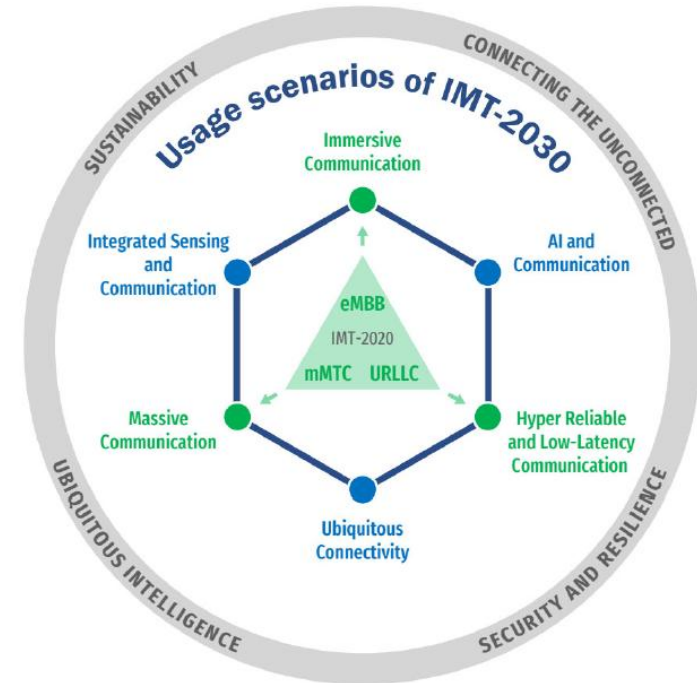 SUSTAINABILITY
CONNECTING THE UNCONNECTED
Usage scenarios of IMT-2030
Immersive
Communication
Integrated Sensing
and
Communication
AI and
Communication
eMBB
IMT-2020
mMTC URLLC
Massive
Communication
Hyper Reliable
and Low-Latency
Communication
Ubiquitous
Connectivity
UBIQUITOUS INTELLIGENCE
SECURITY AND RESILIENCE